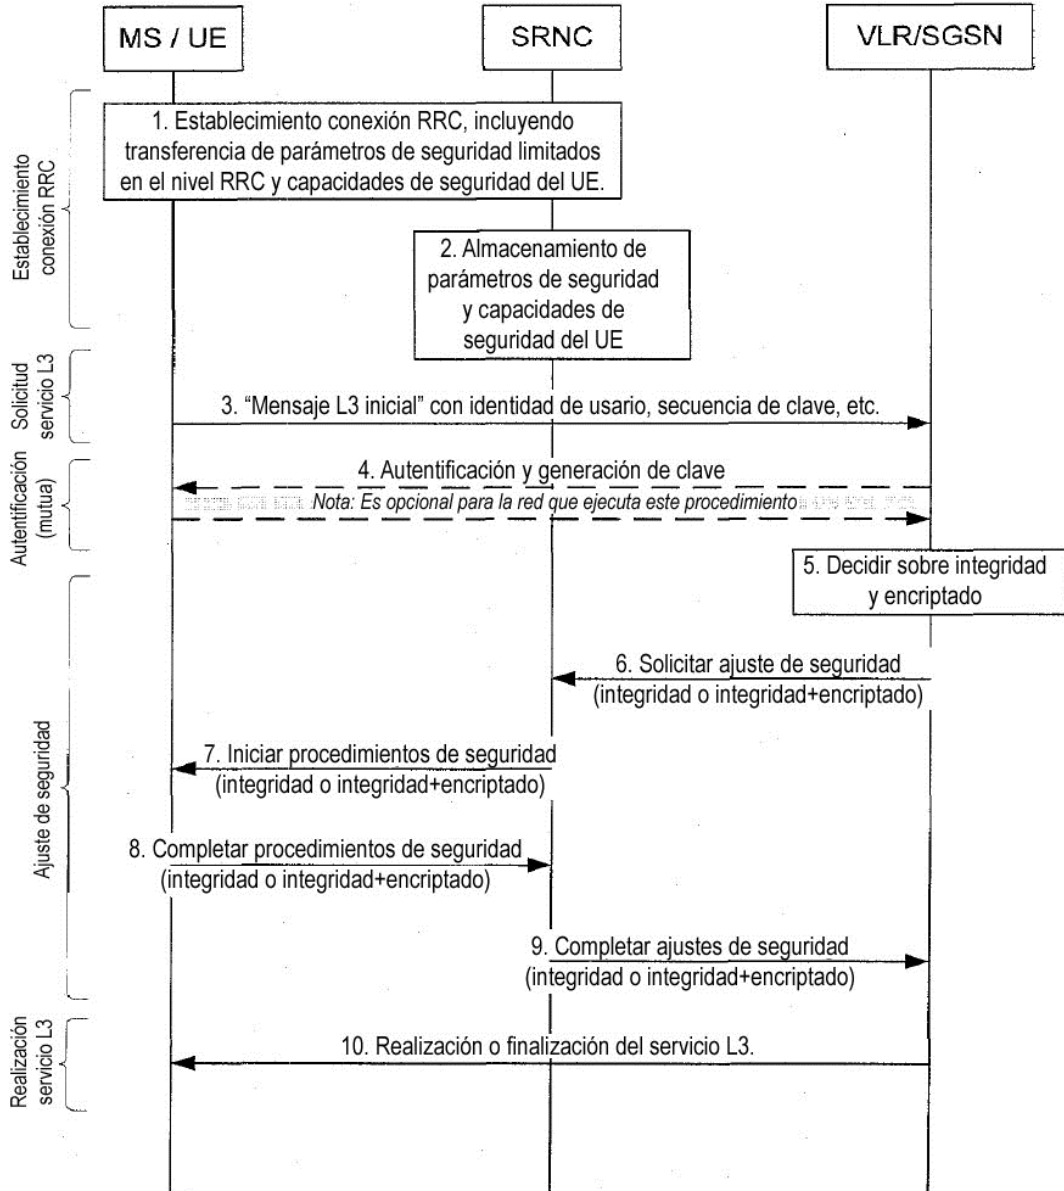 MS / UE
SRNC
VLR/SGSN
Establecimiento
conexión RRC
1. Establecimiento conexión RRC, incluyendo
transferencia de parámetros de seguridad limitados
en el nivel RRC y capacidades de seguridad del UE.
2. Almacenamiento de
parámetros de seguridad
y capacidades de
seguridad del UE
Solicitud
servicio L3
3. “Mensaje L3 inicial” con identidad de usario, secuencia de clave, etc.
Autentificación
(mutua)
4. Autentificación y generación de clave
Nota: Es opcional para la red que ejecuta este procedimiento
5. Decidir sobre integridad
y encriptado
Ajuste de seguridad
6. Solicitar ajuste de seguridad
(integridad o integridad+encriptado)
7. Iniciar procedimientos de seguridad
(integridad o integridad+encriptado)
8. Completar procedimientos de seguridad
(integridad o integridad+encriptado)
9. Completar ajustes de seguridad
(integridad o integridad+encriptado)
Realización
servicio L3
10. Realización o finalización del servicio L3.